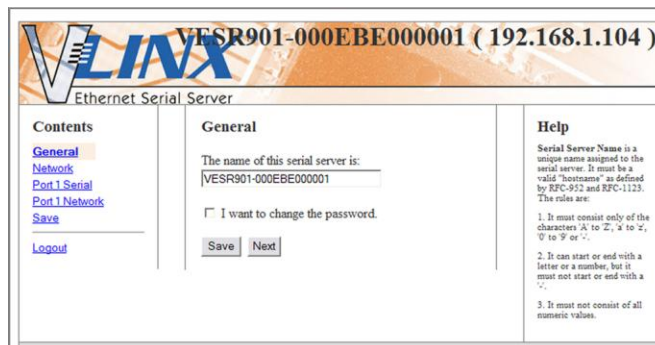 VESR901-000EBE000001 ( 192.168.1.104 )
VLINX
Ethernet Serial Server
Contents
General
Network
Port 1 Serial
Port 1 Network
Save
Logout
General
The name of this serial server is:
VESR901-000EBE000001
I want to change the password.
Save Next
Help
Serial Server Name is a
unique name assigned to the
serial server. It must be a
valid "hostname" as defined
by RFC-952 and RFC-1123.
The rules are:
1. It must consist only of the
characters 'A' to 'Z', 'a' to 'z',
'0' to '9' or '-'.
2. It can start or end with a
letter or a number, but it
must not start or end with a
'-'.
3. It must not consist of all
numeric values.